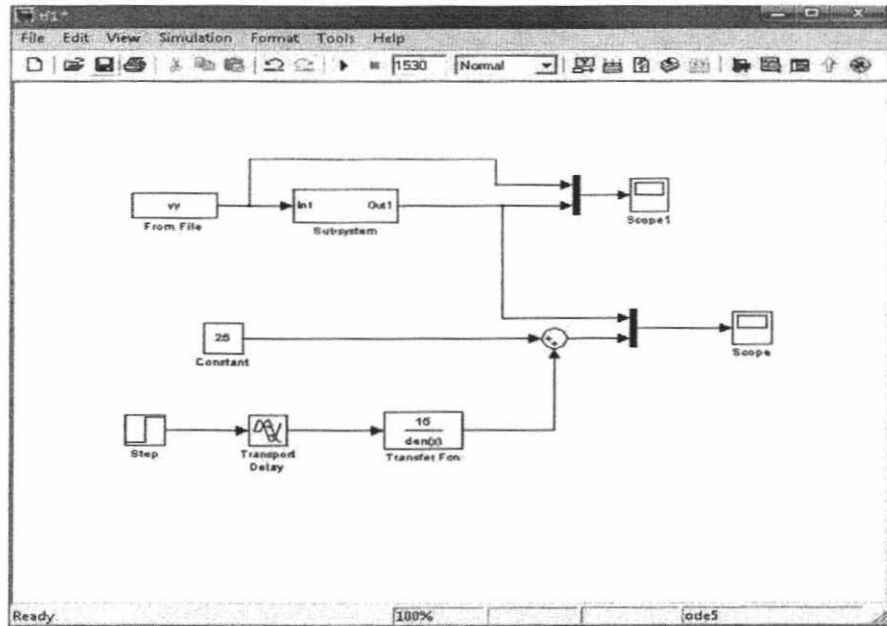 File Edit View Simulation Format Tools Help
1530 Normal
yy
From File
In1 Out1
Subsystem
Scope1
25
Constant
Scope
Step
Transport
Delay
15
den(s)
Transfer Fcn
Ready 100% ode5